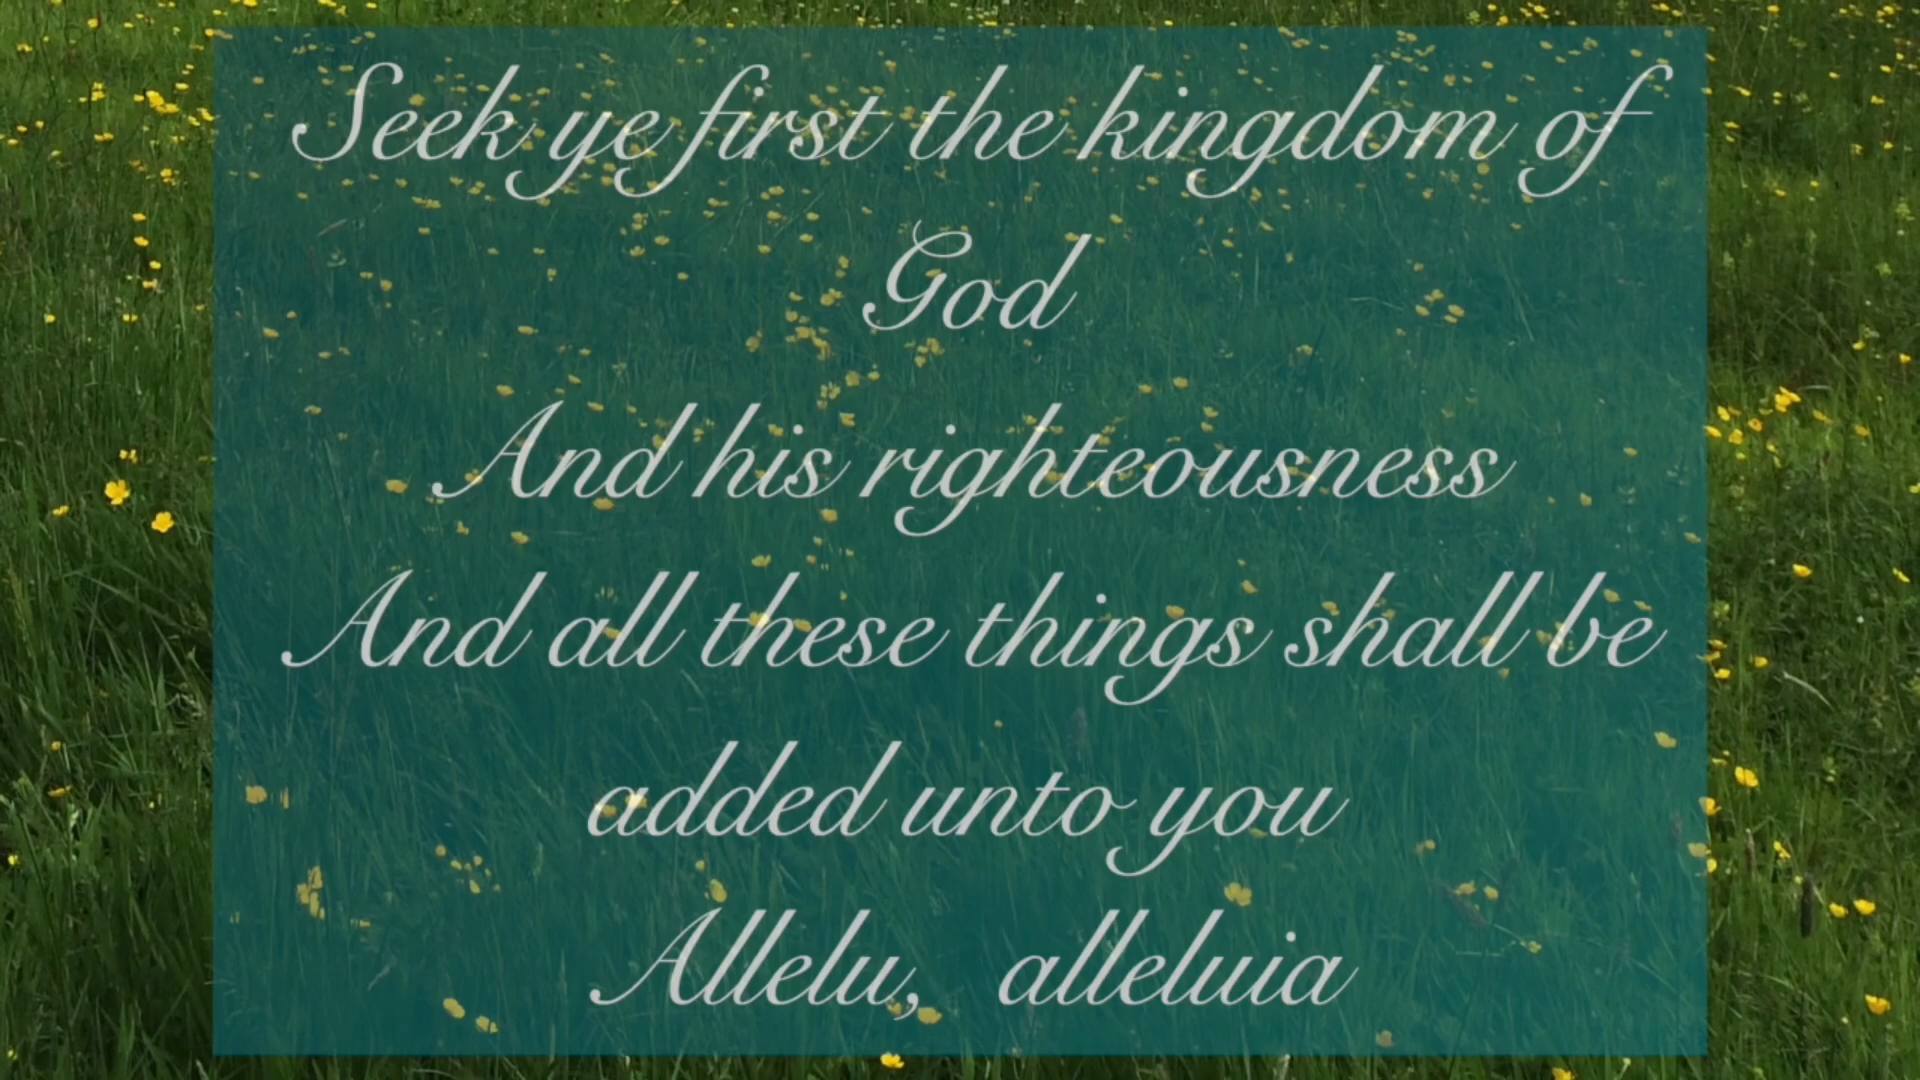 Seek ye first the kingdom of
God
And his righteousness
And all these things shall be
added unto you
Allelu, alleluia